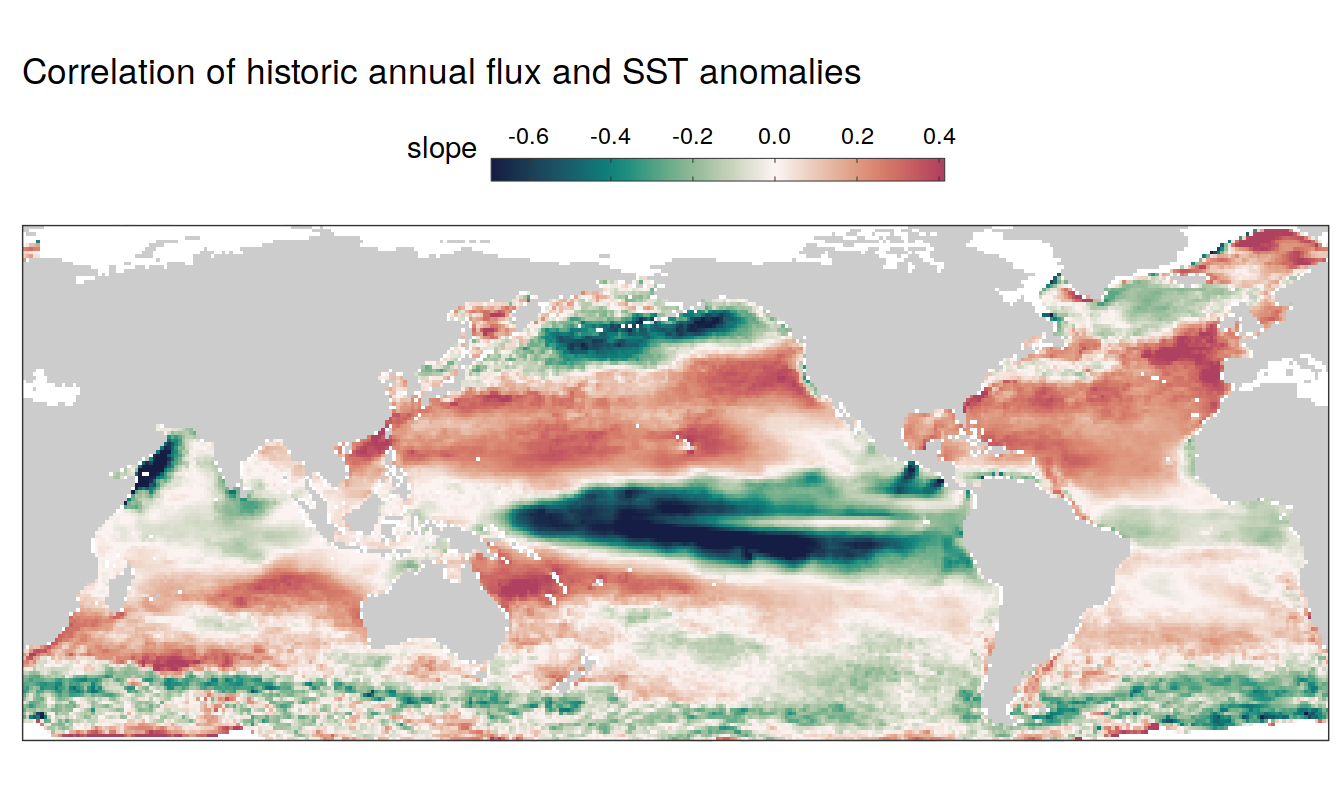 Correlation of historic annual flux and SST anomalies
slope
-0.6 -0.4 -0.2 0.0 0.2 0.4